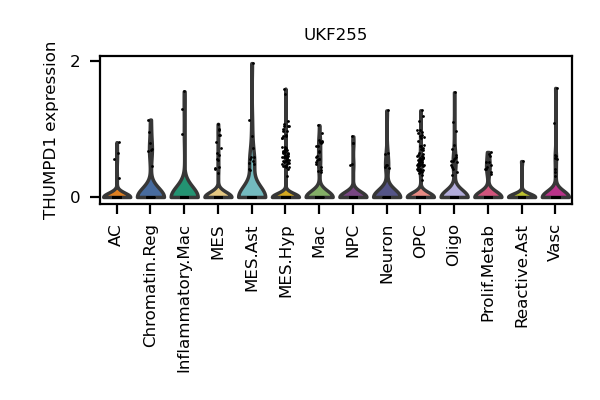 UKF255
THUMPD1 expression
2
0
AC
Chromatin.Reg
Inflammatory.Mac
MES
MES.Ast
MES.Hyp
Mac
NPC
Neuron
OPC
Oligo
Prolif.Metab
Reactive.Ast
Vasc